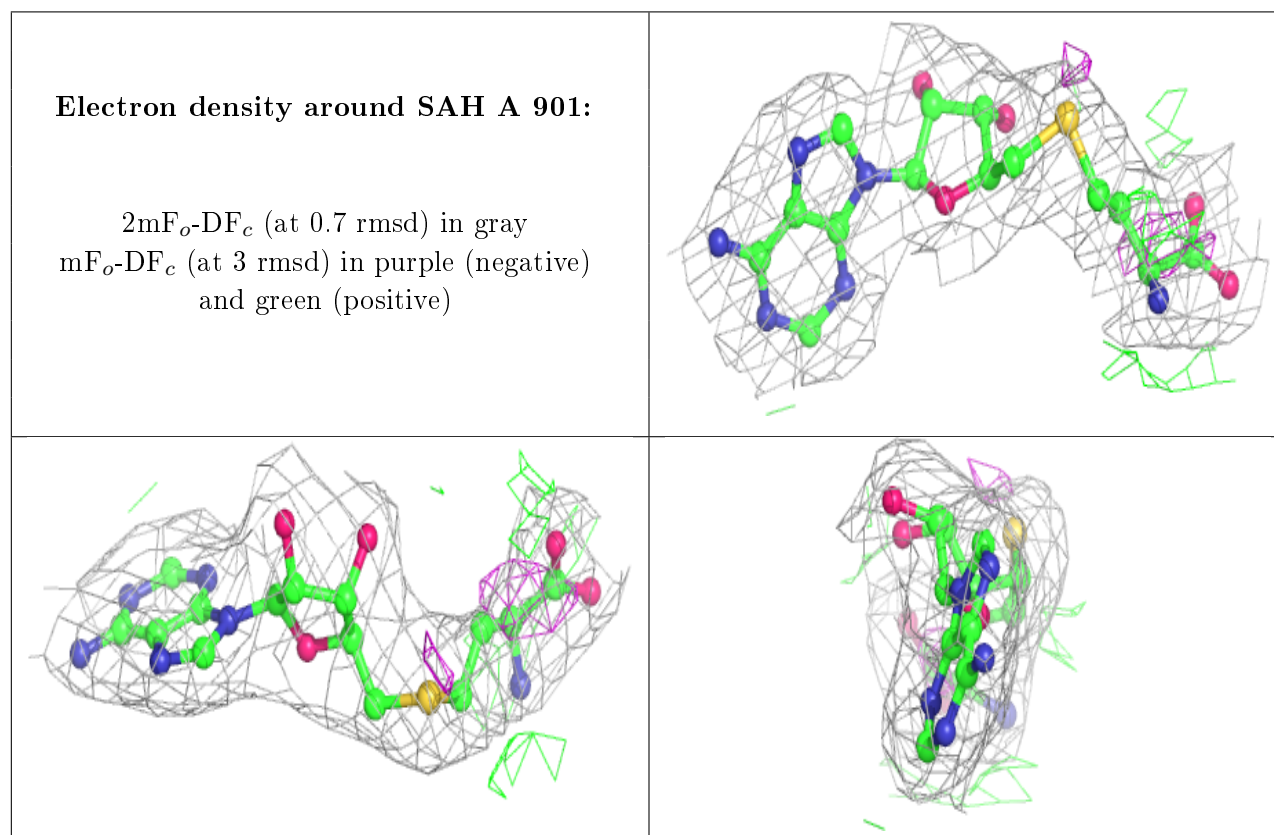 Electron density around SAH A 901:
2mFo-DFc (at 0.7 rmsd) in gray
mFo-DFc (at 3 rmsd) in purple (negative)
and green (positive)